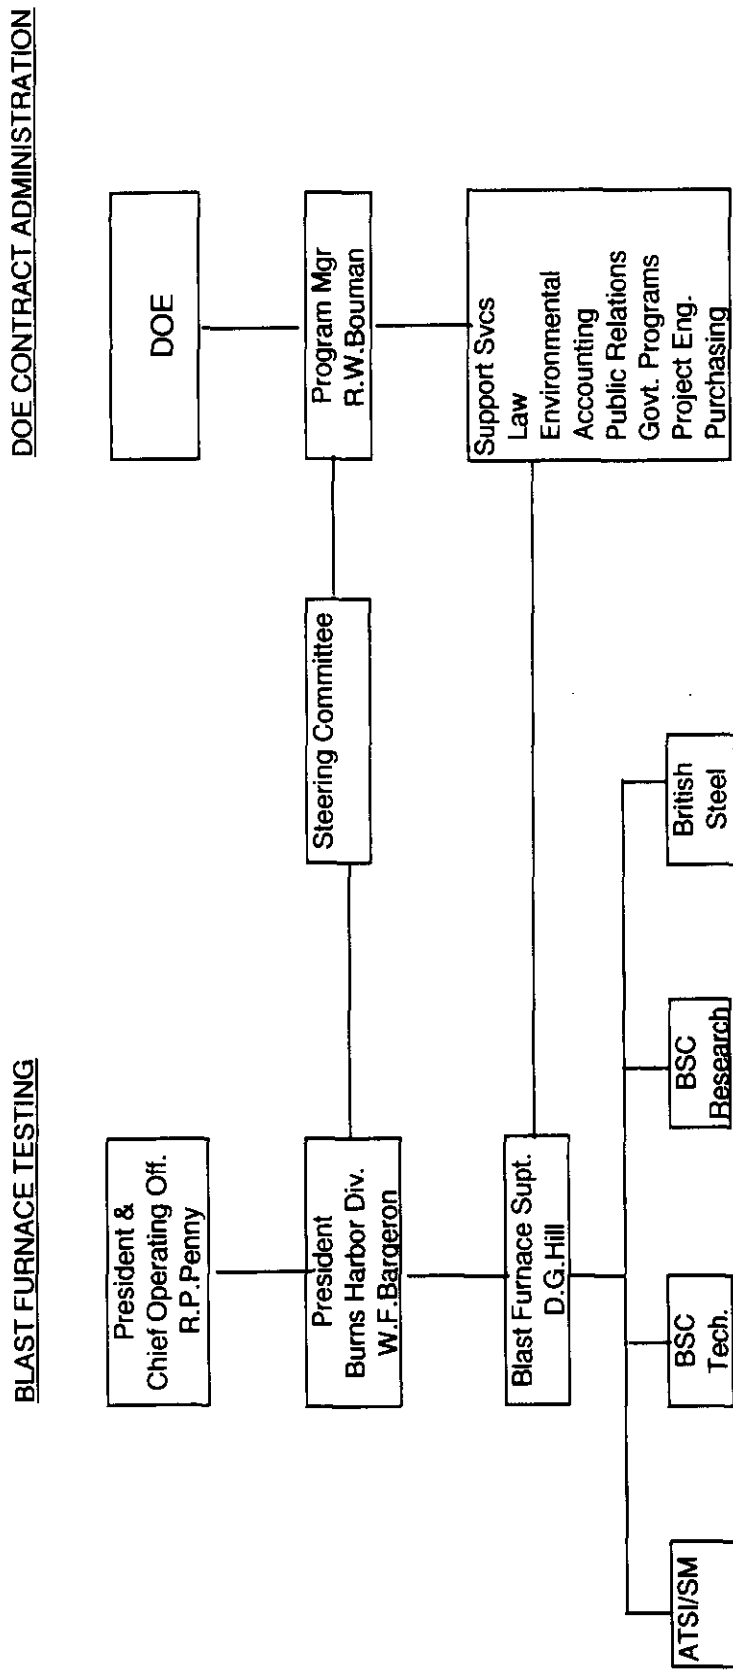 BLAST FURNACE TESTING
DOE CONTRACT ADMINISTRATION
President &
Chief Operating Off.
R.P.Penny
DOE
President
Burns Harbor Div.
W.F.Bargeron
Steering Committee
Program Mgr
R.W.Bouman
Blast Furnace Supt.
D.G.Hill
Support Svcs
Law
Environmental
Accounting
Public Relations
Govt. Programs
Project Eng.
Purchasing
ATSI/SM
BSC
Tech.
BSC
Research
British
Steel